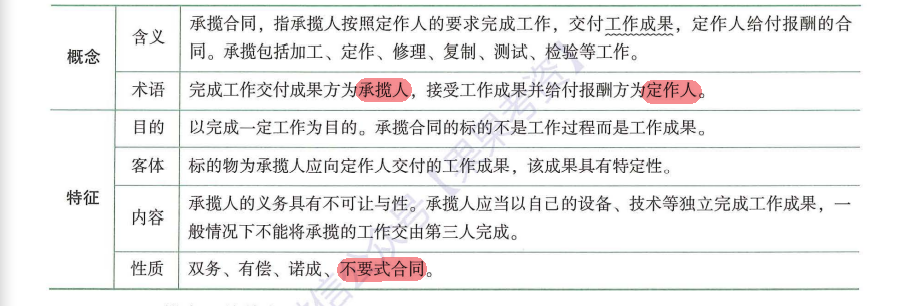 概念
含义
承揽合同，指承揽人按照定作人的要求完成工作，交付工作成果，定作人给付报酬的合
同。承揽包括加工、定作、修理、复制、测试、检验等工作。
术语
完成工作交付成果方为承揽人，接受工作成果并给付报酬方为定作人。
特征
目的
以完成一定工作为目的。承揽合同的标的不是工作过程而是工作成果。
客体
标的物为承揽人应向定作人交付的工作成果，该成果具有特定性。
内容
承揽人的义务具有不可让与性。承揽人应当以自己的设备、技术等独立完成工作成果，一
般情况下不能将承揽的工作交由第三人完成。
性质
双务、有偿、诺成、不要式合同。